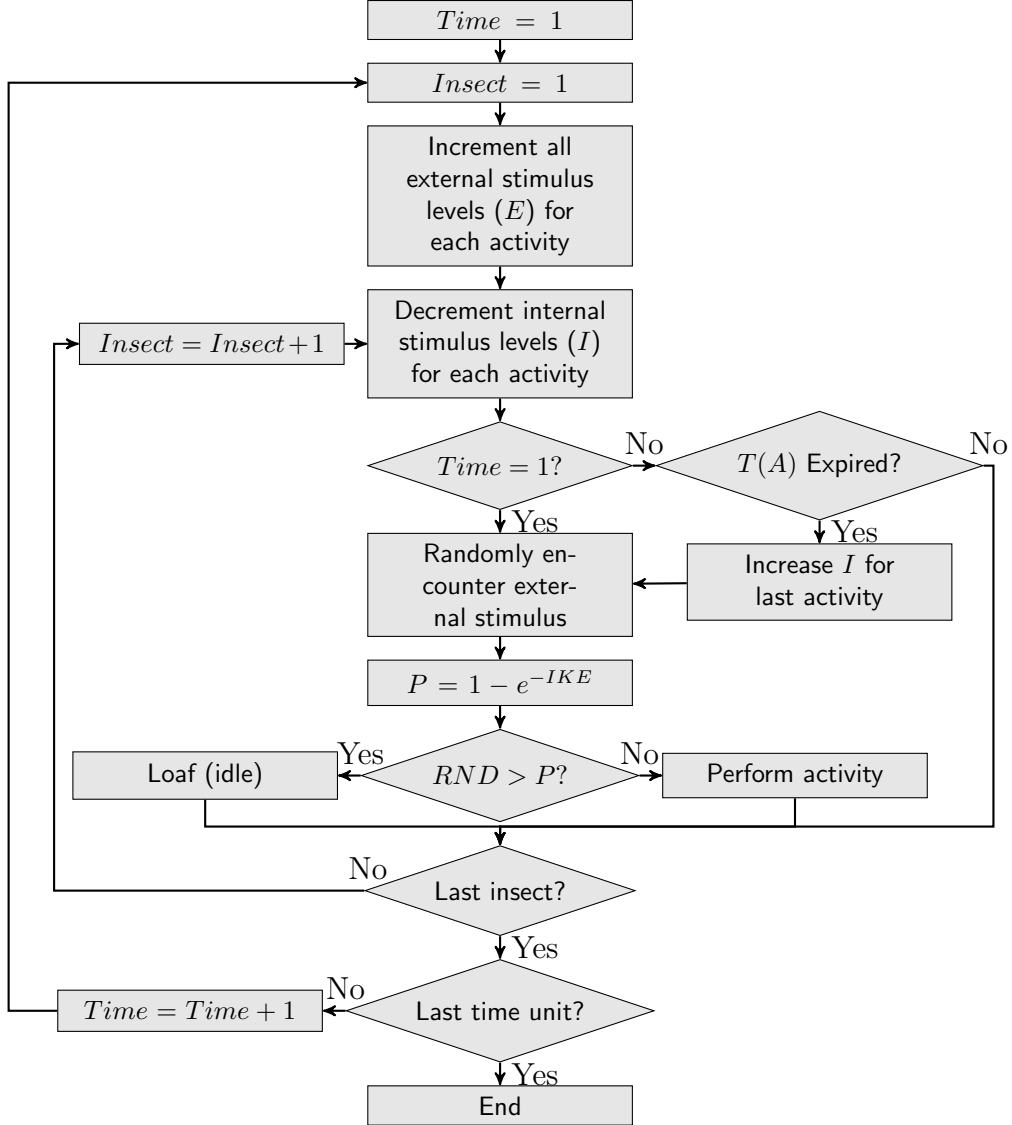 Time = 1
Insect = 1
Increment all
external stimulus
levels (E) for
each activity
Decrement internal
stimulus levels (I)
for each activity
Insect = Insect + 1
Time = 1?
No
T(A) Expired?
No
Yes
Yes
Randomly en-
counter exter-
nal stimulus
Increase I for
last activity
P = 1 − e^{−IKE}
Yes
RND > P?
No
Loaf (idle)
Perform activity
No
Last insect?
Yes
Time = Time + 1
No
Last time unit?
Yes
End